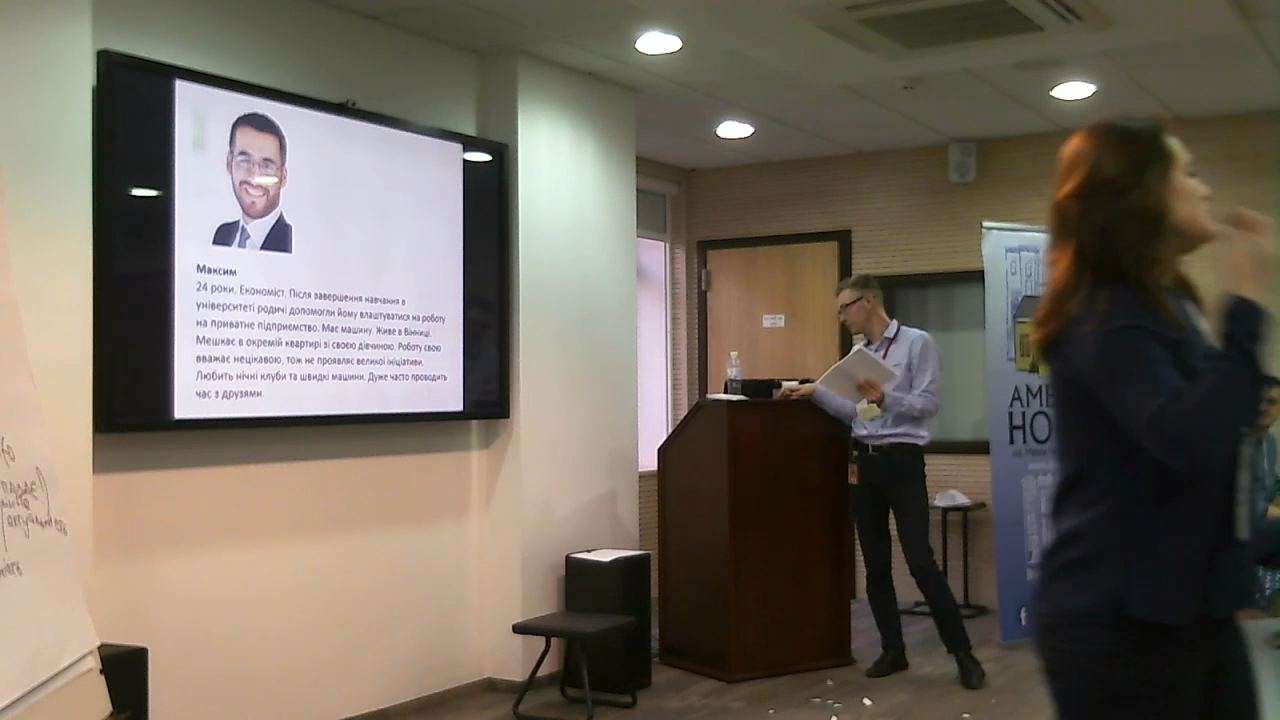 Максим
24 роки. Економіст. Після завершення навчання в
університеті родичі допомогли йому влаштуватися на роботу
на приватне підприємство. Має машину. Живе в Вінниці.
Мешкає в окремій квартирі зі своєю дівчиною. Роботу свою
вважає нецікавою, тож не проявляє великої ініціативи.
Любить нічні клуби та швидкі машини. Дуже часто проводить
час з друзями.
AME
HO